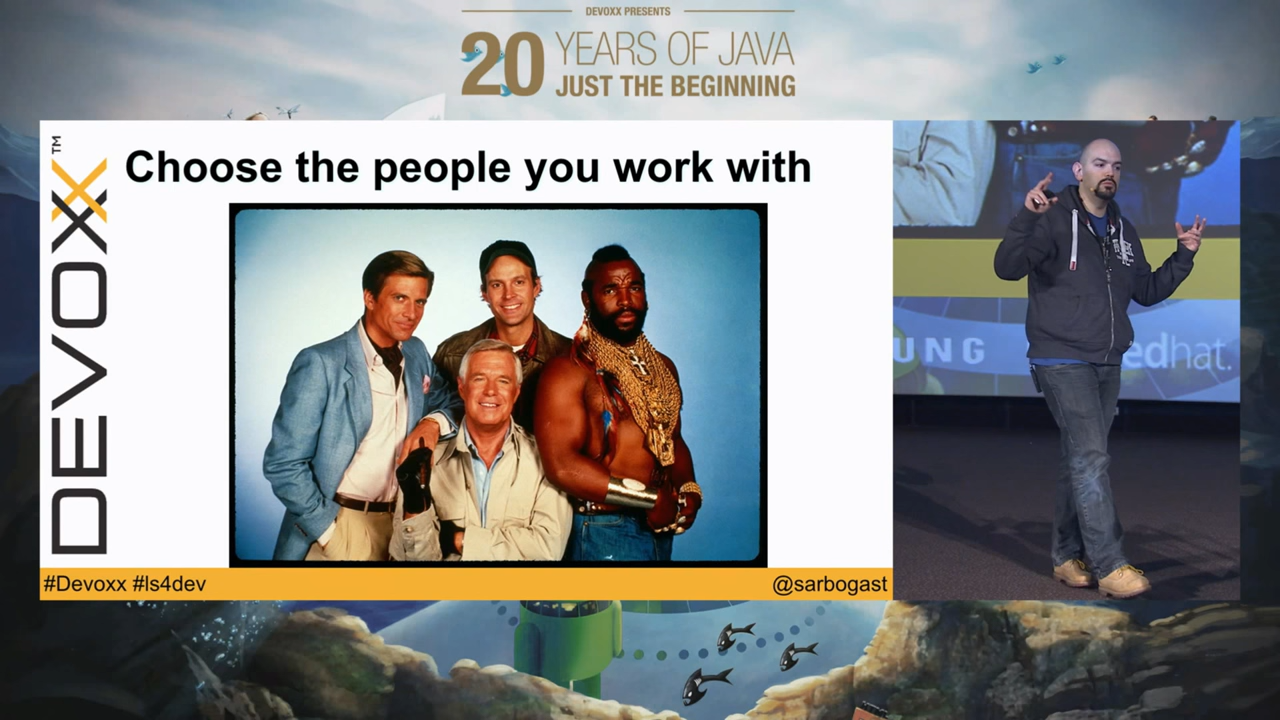 DEVOXX PRESENTS
20 YEARS OF JAVA
JUST THE BEGINNING
DEVOXX™
Choose the people you work with
#Devoxx #ls4dev
@sarbogast
UNG
edhat.